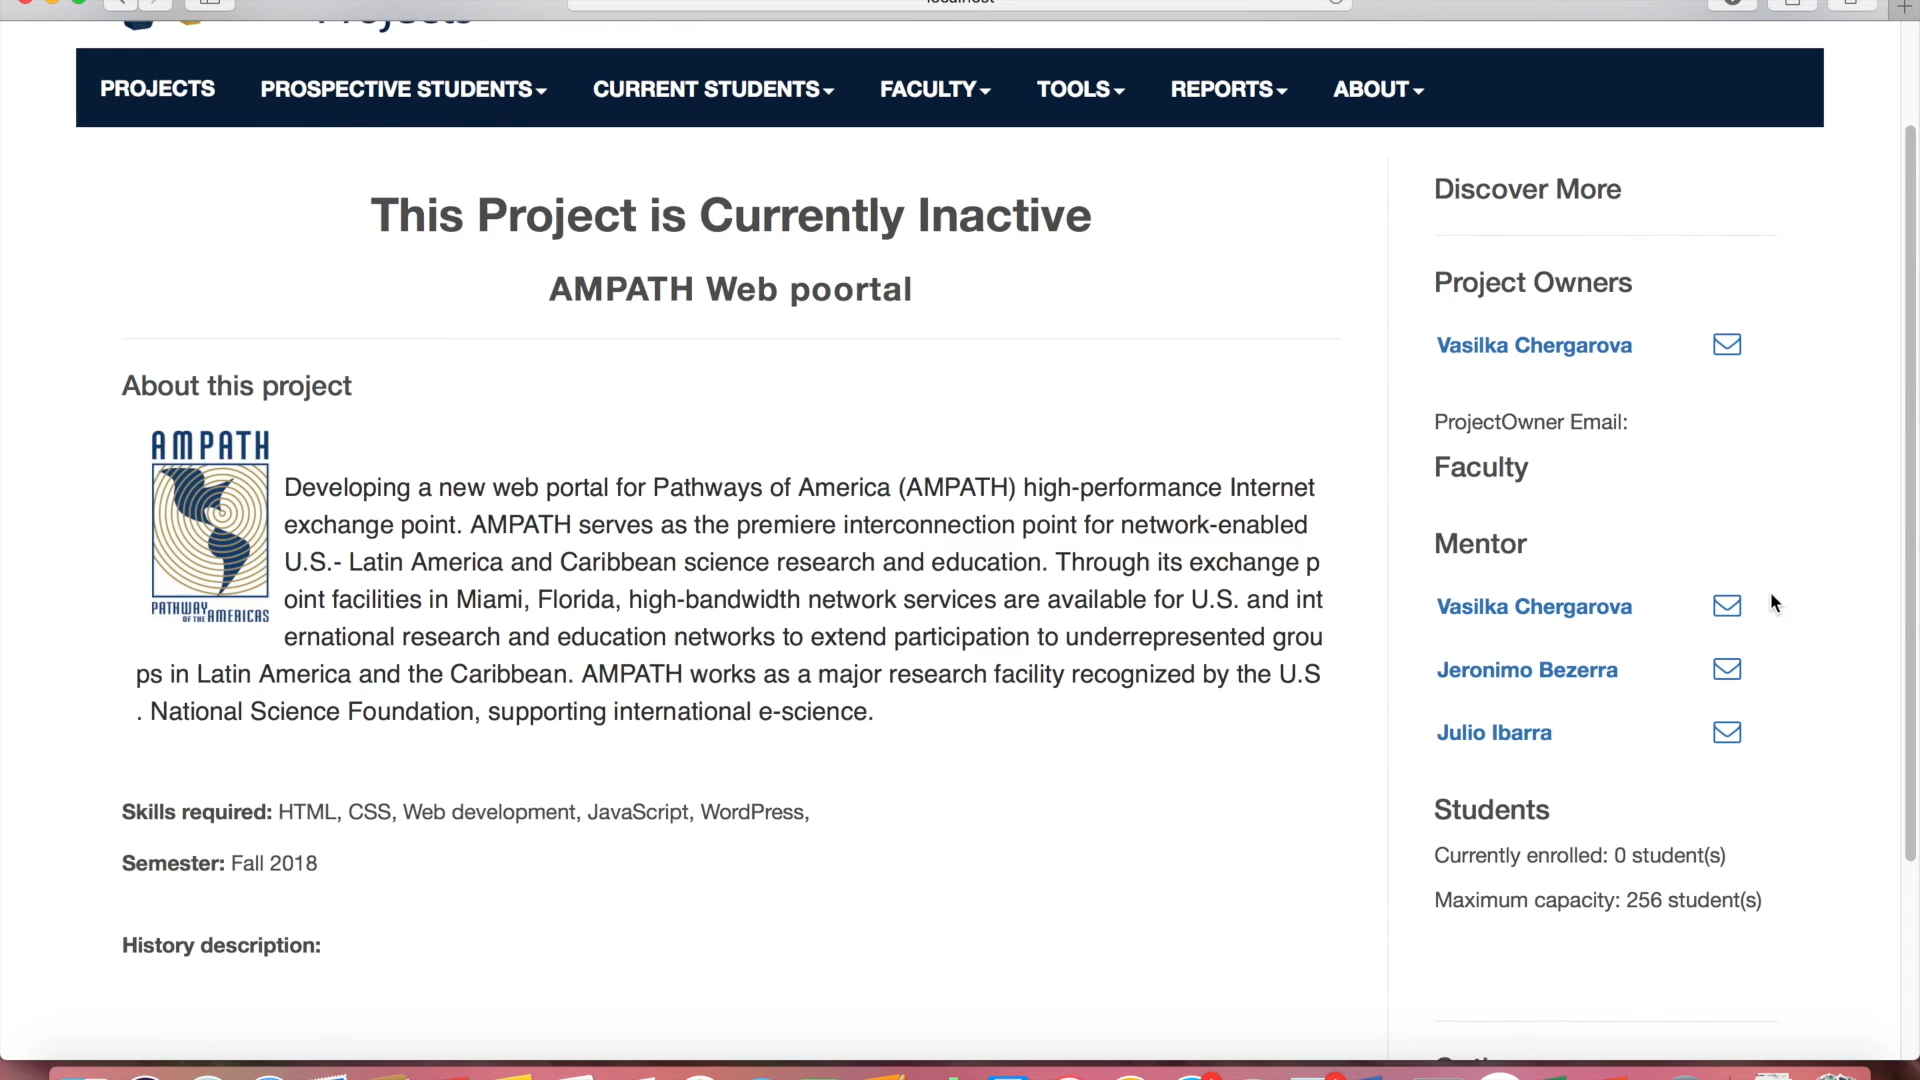 PROJECTS PROSPECTIVE STUDENTS CURRENT STUDENTS FACULTY TOOLS REPORTS ABOUT
This Project is Currently Inactive
AMPATH Web poortal
About this project
AMPATH
PATHWAY OF THE AMERICAS
Developing a new web portal for Pathways of America (AMPATH) high-performance Internet
exchange point. AMPATH serves as the premiere interconnection point for network-enabled
U.S.- Latin America and Caribbean science research and education. Through its exchange p
oint facilities in Miami, Florida, high-bandwidth network services are available for U.S. and int
ernational research and education networks to extend participation to underrepresented grou
ps in Latin America and the Caribbean. AMPATH works as a major research facility recognized by the U.S
. National Science Foundation, supporting international e-science.
Skills required: HTML, CSS, Web development, JavaScript, WordPress,
Semester: Fall 2018
History description:
Discover More
Project Owners
Vasilka Chergarova
ProjectOwner Email:
Faculty
Mentor
Vasilka Chergarova
Jeronimo Bezerra
Julio Ibarra
Students
Currently enrolled: 0 student(s)
Maximum capacity: 256 student(s)